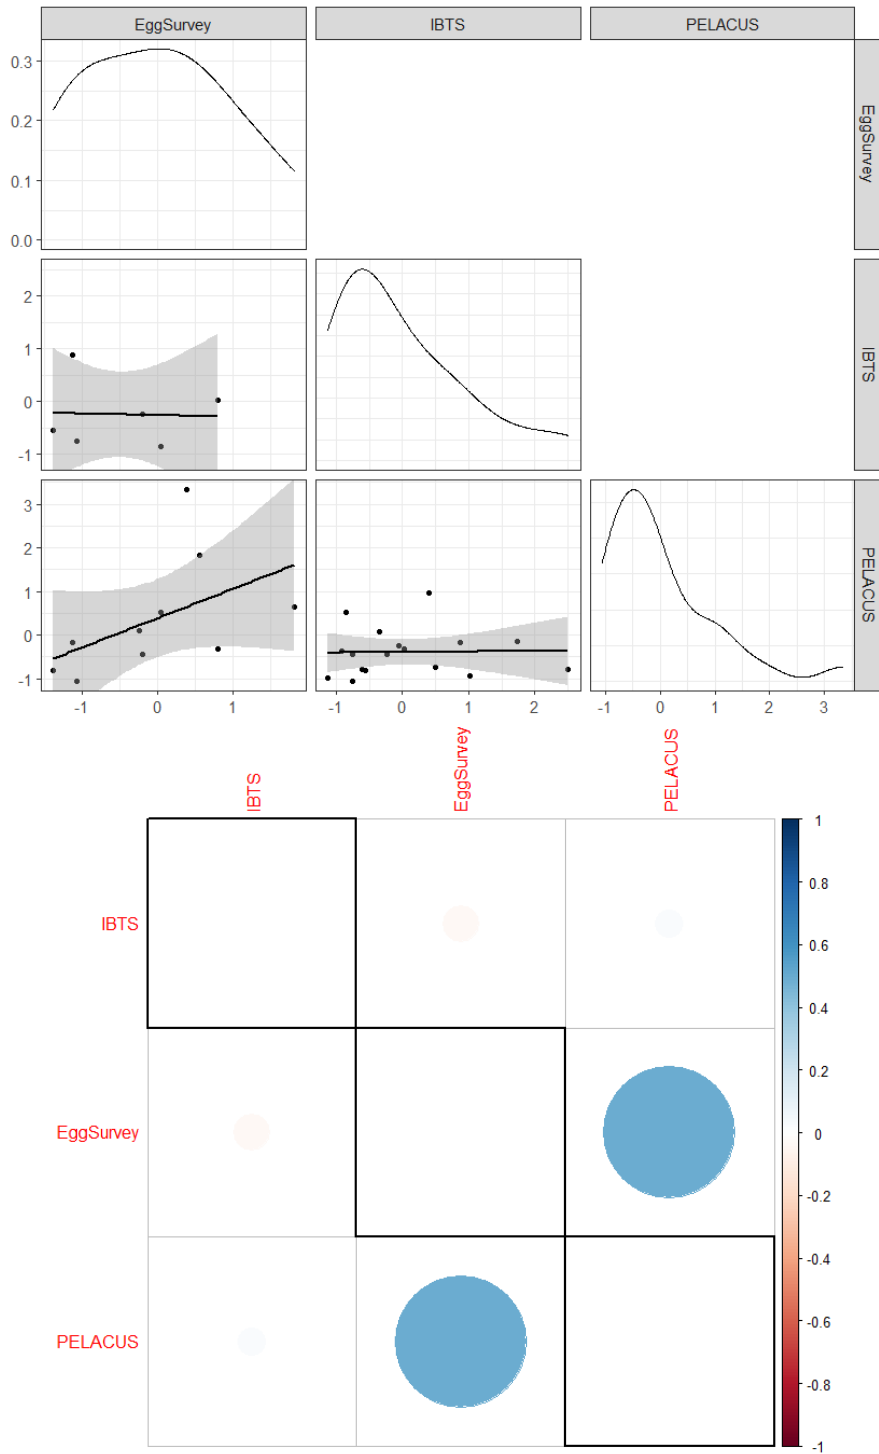 EggSurvey IBTS PELACUS
0.3
0.2
0.1
0.0
EggSurvey
2
1
0
-1
IBTS
3
2
1
0
-1
PELACUS
-1 0 1 -1 0 1 2 -1 0 1 2 3
IBTS EggSurvey PELACUS
IBTS
EggSurvey
PELACUS
1
0.8
0.6
0.4
0.2
0
-0.2
-0.4
-0.6
-0.8
-1